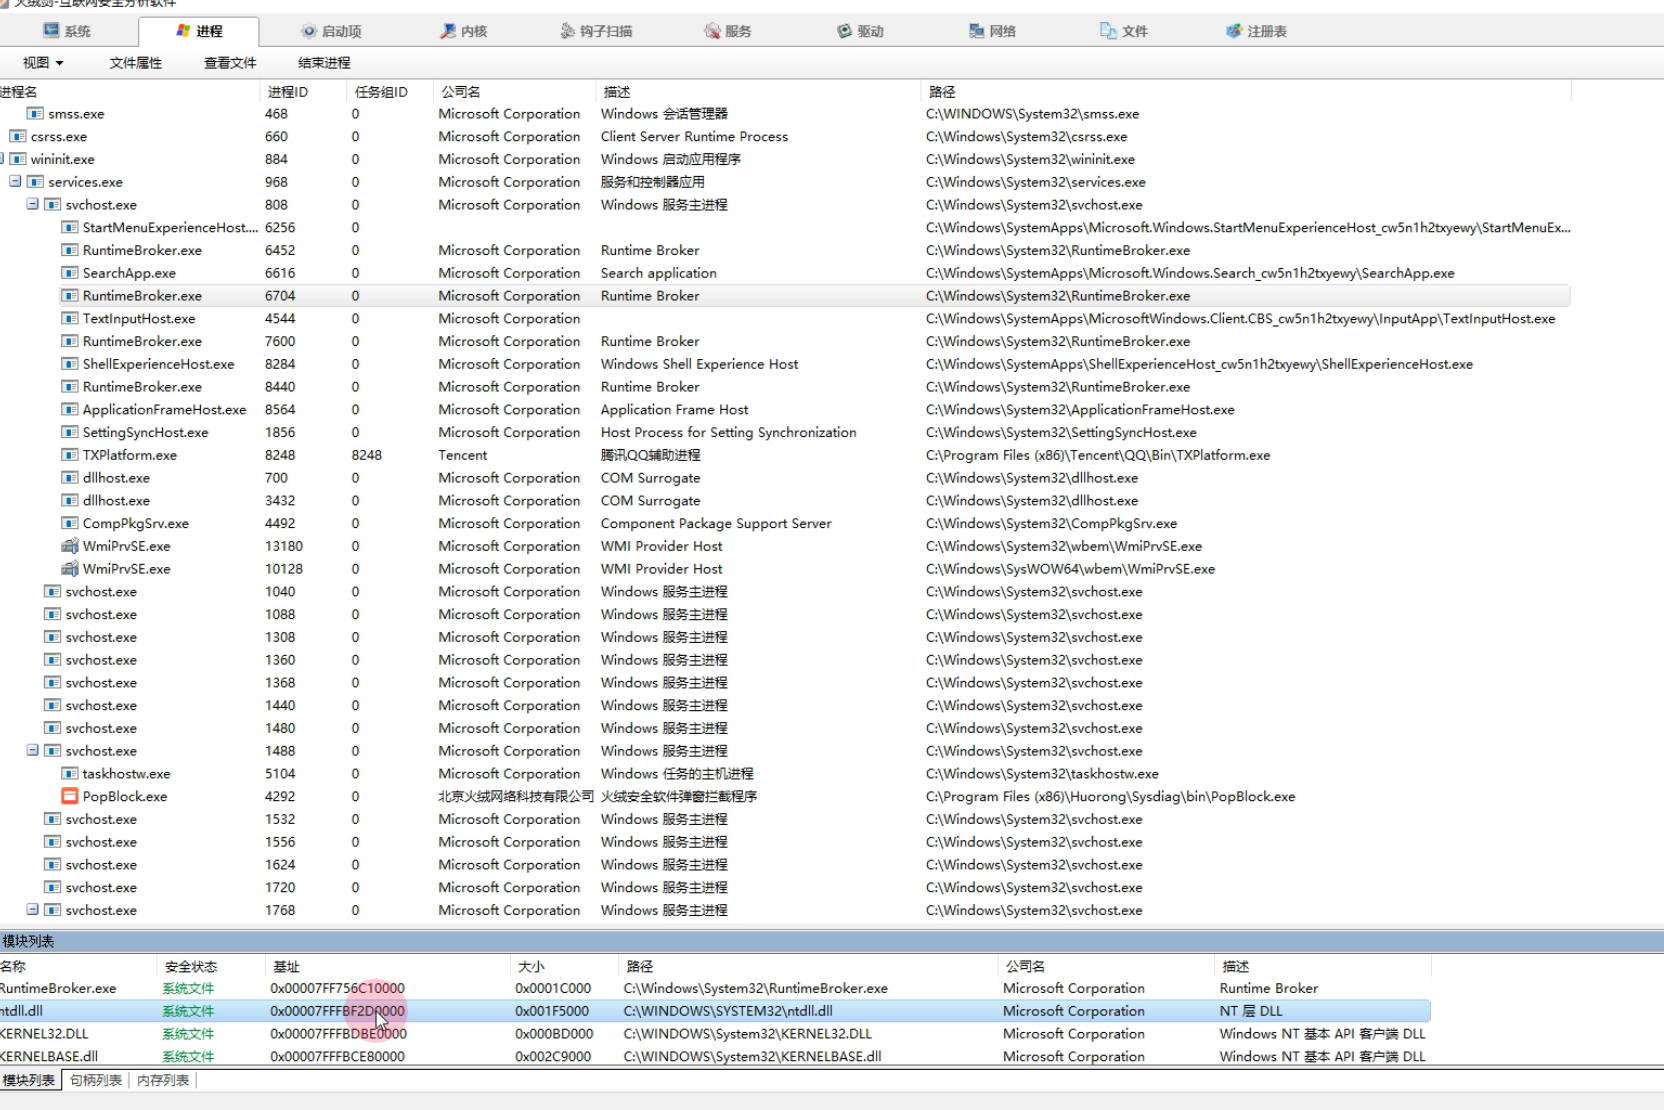 火绒剑-互联网安全分析软件
系统 进程 启动项 内核 钩子扫描 服务 驱动 网络 文件 注册表
视图 文件属性 查看文件 结束进程
进程名 进程ID 任务组ID 公司名 描述 路径
smss.exe 468 0 Microsoft Corporation Windows 会话管理器 C:\WINDOWS\System32\smss.exe
csrss.exe 660 0 Microsoft Corporation Client Server Runtime Process C:\Windows\System32\csrss.exe
wininit.exe 884 0 Microsoft Corporation Windows 启动应用程序 C:\Windows\System32\wininit.exe
services.exe 968 0 Microsoft Corporation 服务和控制器应用 C:\Windows\System32\services.exe
svchost.exe 808 0 Microsoft Corporation Windows 服务主进程 C:\Windows\System32\svchost.exe
StartMenuExperienceHost.... 6256 0 C:\Windows\SystemApps\Microsoft.Windows.StartMenuExperienceHost_cw5n1h2txyewy\StartMenuEx...
RuntimeBroker.exe 6452 0 Microsoft Corporation Runtime Broker C:\Windows\System32\RuntimeBroker.exe
SearchApp.exe 6616 0 Microsoft Corporation Search application C:\Windows\SystemApps\Microsoft.Windows.Search_cw5n1h2txyewy\SearchApp.exe
RuntimeBroker.exe 6704 0 Microsoft Corporation Runtime Broker C:\Windows\System32\RuntimeBroker.exe
TextInputHost.exe 4544 0 Microsoft Corporation C:\Windows\SystemApps\MicrosoftWindows.Client.CBS_cw5n1h2txyewy\InputApp\TextInputHost.exe
RuntimeBroker.exe 7600 0 Microsoft Corporation Runtime Broker C:\Windows\System32\RuntimeBroker.exe
ShellExperienceHost.exe 8284 0 Microsoft Corporation Windows Shell Experience Host C:\Windows\SystemApps\ShellExperienceHost_cw5n1h2txyewy\ShellExperienceHost.exe
RuntimeBroker.exe 8440 0 Microsoft Corporation Runtime Broker C:\Windows\System32\RuntimeBroker.exe
ApplicationFrameHost.exe 8564 0 Microsoft Corporation Application Frame Host C:\Windows\System32\ApplicationFrameHost.exe
SettingSyncHost.exe 1856 0 Microsoft Corporation Host Process for Setting Synchronization C:\Windows\System32\SettingSyncHost.exe
TXPlatform.exe 8248 8248 Tencent 腾讯QQ辅助进程 C:\Program Files (x86)\Tencent\QQ\Bin\TXPlatform.exe
dllhost.exe 700 0 Microsoft Corporation COM Surrogate C:\Windows\System32\dllhost.exe
dllhost.exe 3432 0 Microsoft Corporation COM Surrogate C:\Windows\System32\dllhost.exe
CompPkgSrv.exe 4492 0 Microsoft Corporation Component Package Support Server C:\Windows\System32\CompPkgSrv.exe
WmiPrvSE.exe 13180 0 Microsoft Corporation WMI Provider Host C:\Windows\System32\wbem\WmiPrvSE.exe
WmiPrvSE.exe 10128 0 Microsoft Corporation WMI Provider Host C:\Windows\SysWOW64\wbem\WmiPrvSE.exe
svchost.exe 1040 0 Microsoft Corporation Windows 服务主进程 C:\Windows\System32\svchost.exe
svchost.exe 1088 0 Microsoft Corporation Windows 服务主进程 C:\Windows\System32\svchost.exe
svchost.exe 1308 0 Microsoft Corporation Windows 服务主进程 C:\Windows\System32\svchost.exe
svchost.exe 1360 0 Microsoft Corporation Windows 服务主进程 C:\Windows\System32\svchost.exe
svchost.exe 1368 0 Microsoft Corporation Windows 服务主进程 C:\Windows\System32\svchost.exe
svchost.exe 1440 0 Microsoft Corporation Windows 服务主进程 C:\Windows\System32\svchost.exe
svchost.exe 1480 0 Microsoft Corporation Windows 服务主进程 C:\Windows\System32\svchost.exe
svchost.exe 1488 0 Microsoft Corporation Windows 服务主进程 C:\Windows\System32\svchost.exe
taskhostw.exe 5104 0 Microsoft Corporation Windows 任务的主机进程 C:\Windows\System32\taskhostw.exe
PopBlock.exe 4292 0 北京火绒网络科技有限公司 火绒安全软件弹窗拦截程序 C:\Program Files (x86)\Huorong\Sysdiag\bin\PopBlock.exe
svchost.exe 1532 0 Microsoft Corporation Windows 服务主进程 C:\Windows\System32\svchost.exe
svchost.exe 1556 0 Microsoft Corporation Windows 服务主进程 C:\Windows\System32\svchost.exe
svchost.exe 1624 0 Microsoft Corporation Windows 服务主进程 C:\Windows\System32\svchost.exe
svchost.exe 1720 0 Microsoft Corporation Windows 服务主进程 C:\Windows\System32\svchost.exe
svchost.exe 1768 0 Microsoft Corporation Windows 服务主进程 C:\Windows\System32\svchost.exe
模块列表
名称 安全状态 基址 大小 路径 公司名 描述
RuntimeBroker.exe 系统文件 0x00007FF756C10000 0x0001C000 C:\Windows\System32\RuntimeBroker.exe Microsoft Corporation Runtime Broker
ntdll.dll 系统文件 0x00007FFFBF2D0000 0x001F5000 C:\WINDOWS\SYSTEM32\ntdll.dll Microsoft Corporation NT 层 DLL
KERNEL32.DLL 系统文件 0x00007FFFBDBE0000 0x000BD000 C:\WINDOWS\System32\KERNEL32.DLL Microsoft Corporation Windows NT 基本 API 客户端 DLL
KERNELBASE.dll 系统文件 0x00007FFFBCE80000 0x002C9000 C:\WINDOWS\System32\KERNELBASE.dll Microsoft Corporation Windows NT 基本 API 客户端 DLL
模块列表 句柄列表 内存列表